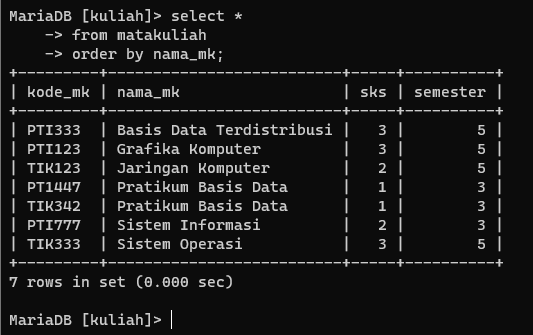 MariaDB [kuliah]> select *
    -> from matakuliah
    -> order by nama_mk;
+---------+--------------------------+-----+----------+
| kode_mk | nama_mk                  | sks | semester |
+---------+--------------------------+-----+----------+
| PTI333  | Basis Data Terdistribusi |   3 |        5 |
| PTI123  | Grafika Komputer         |   3 |        5 |
| TIK123  | Jaringan Komputer        |   2 |        5 |
| PT1447  | Pratikum Basis Data      |   1 |        3 |
| TIK342  | Pratikum Basis Data      |   1 |        3 |
| PTI777  | Sistem Informasi         |   2 |        3 |
| TIK333  | Sistem Operasi           |   3 |        5 |
+---------+--------------------------+-----+----------+
7 rows in set (0.000 sec)
MariaDB [kuliah]>